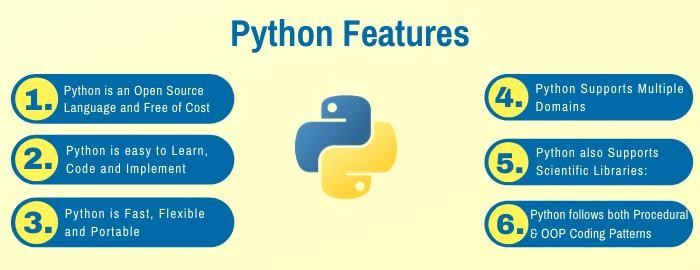 Python Features
1. Python is an Open Source
Language and Free of Cost
2. Python is easy to Learn,
Code and Implement
3. Python is Fast, Flexible
and Portable
4. Python Supports Multiple
Domains
5. Python also Supports
Scientific Libraries:
6. Python follows both Procedural
& OOP Coding Patterns